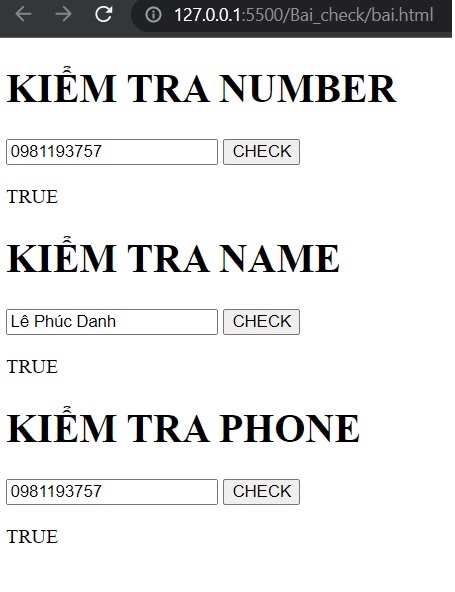 127.0.0.1:5500/Bai_check/bai.html
KIỂM TRA NUMBER
0981193757 CHECK
TRUE
KIỂM TRA NAME
Lê Phúc Danh CHECK
TRUE
KIỂM TRA PHONE
0981193757 CHECK
TRUE